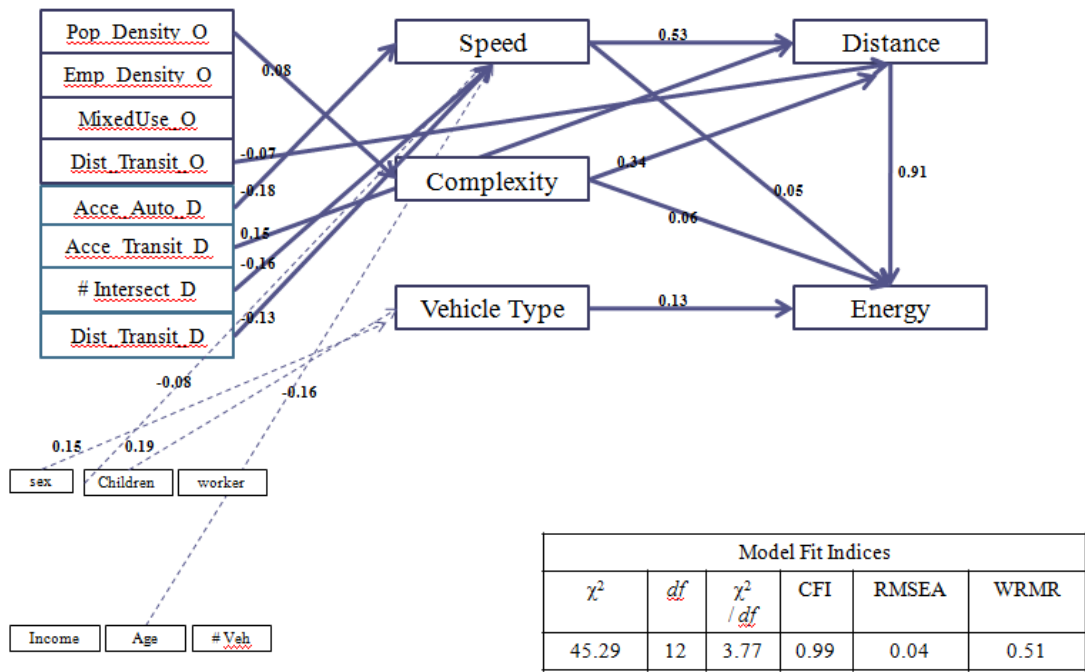 Pop_Density_O
Emp_Density_O
MixedUse_O
Dist_Transit_O
Acce_Auto_D
Acce_Transit_D
# Intersect_D
Dist_Transit_D
0.08
-0.07
-0.18
0.15
-0.16
-0.13
-0.08
-0.16
0.15
0.19
Speed
Complexity
Vehicle Type
0.53
0.34
0.05
0.06
0.13
0.91
Distance
Energy
sex
Children
worker
Income
Age
# Veh
Model Fit Indices
χ² df χ² / df CFI RMSEA WRMR
45.29 12 3.77 0.99 0.04 0.51